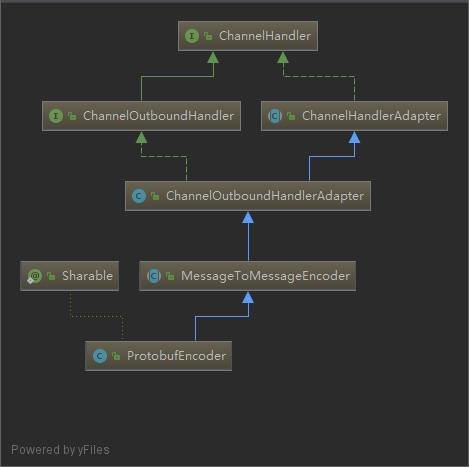 I ChannelHandler
I ChannelOutboundHandler
C ChannelHandlerAdapter
C ChannelOutboundHandlerAdapter
@ Sharable
C MessageToMessageEncoder
C ProtobufEncoder
Powered by yFiles